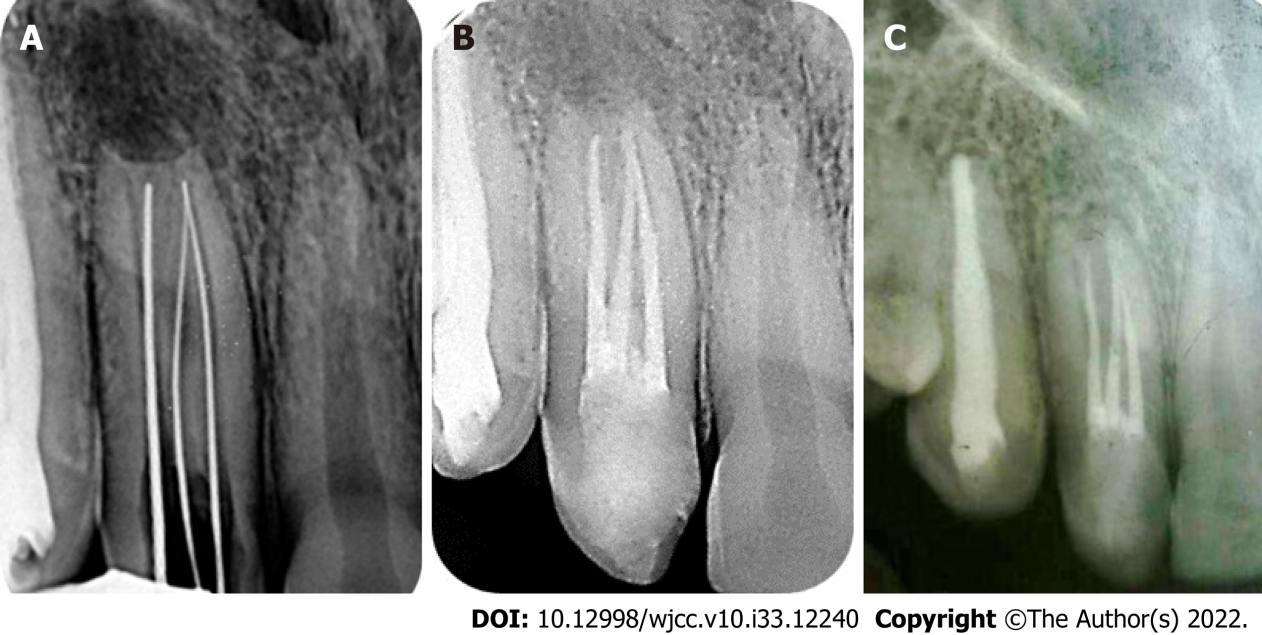 A
B
C
DOI: 10.12998/wjcc.v10.i33.12240 Copyright ©The Author(s) 2022.